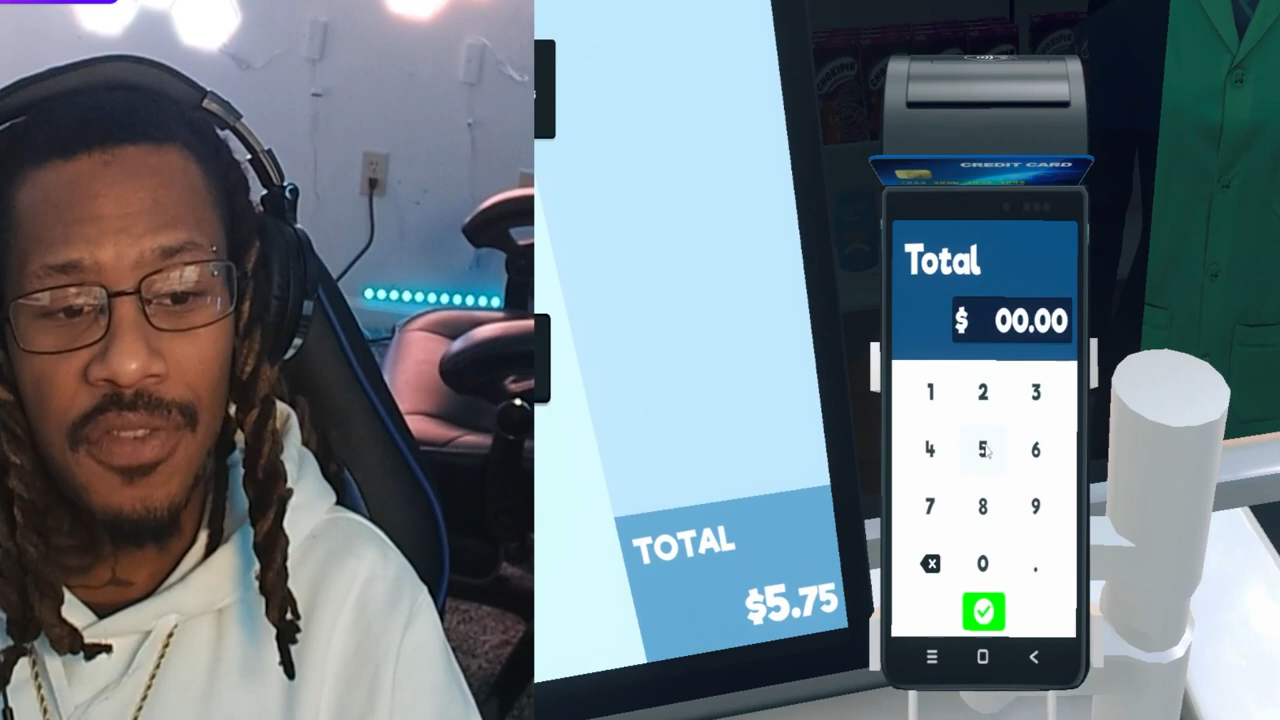 CREDIT CARD
Total
$ 00.00
1 2 3
4 5 6
7 8 9
0 .
TOTAL
$5.75